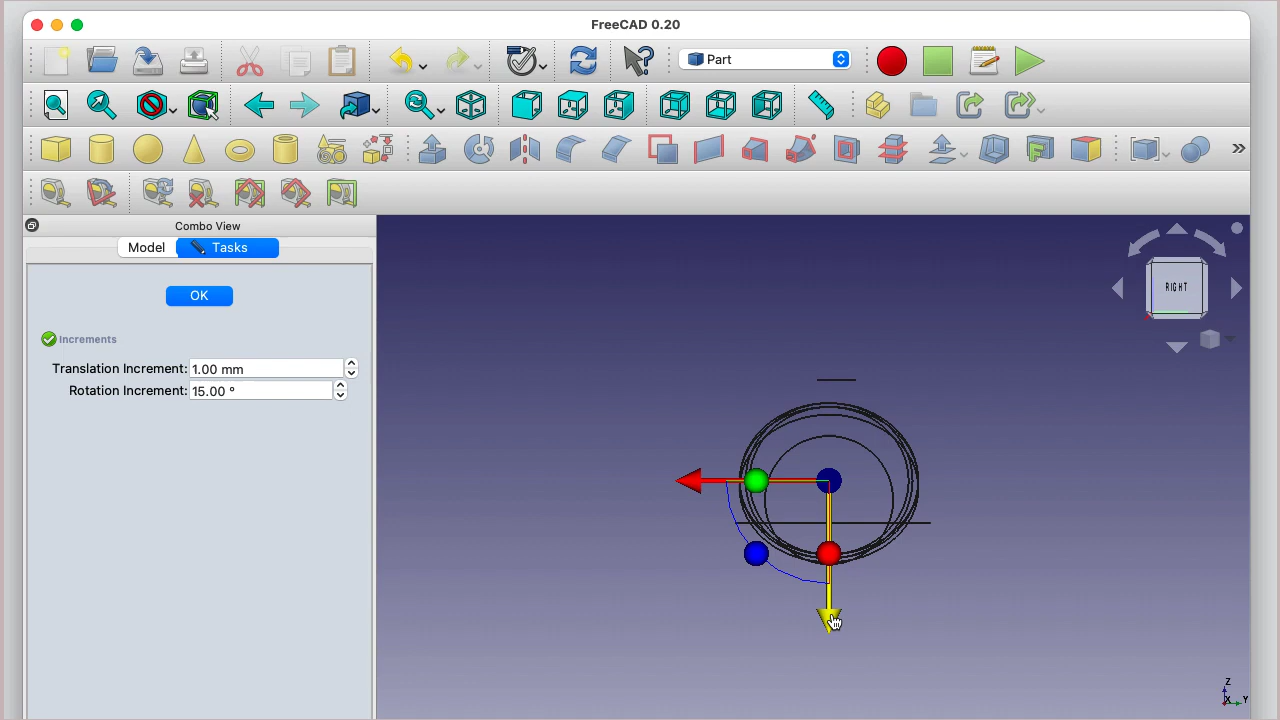 FreeCAD 0.20
Part
Combo View
Model
Tasks
OK
Increments
Translation Increment: 1.00 mm
Rotation Increment: 15.00 °
RIGHT
Z
X Y